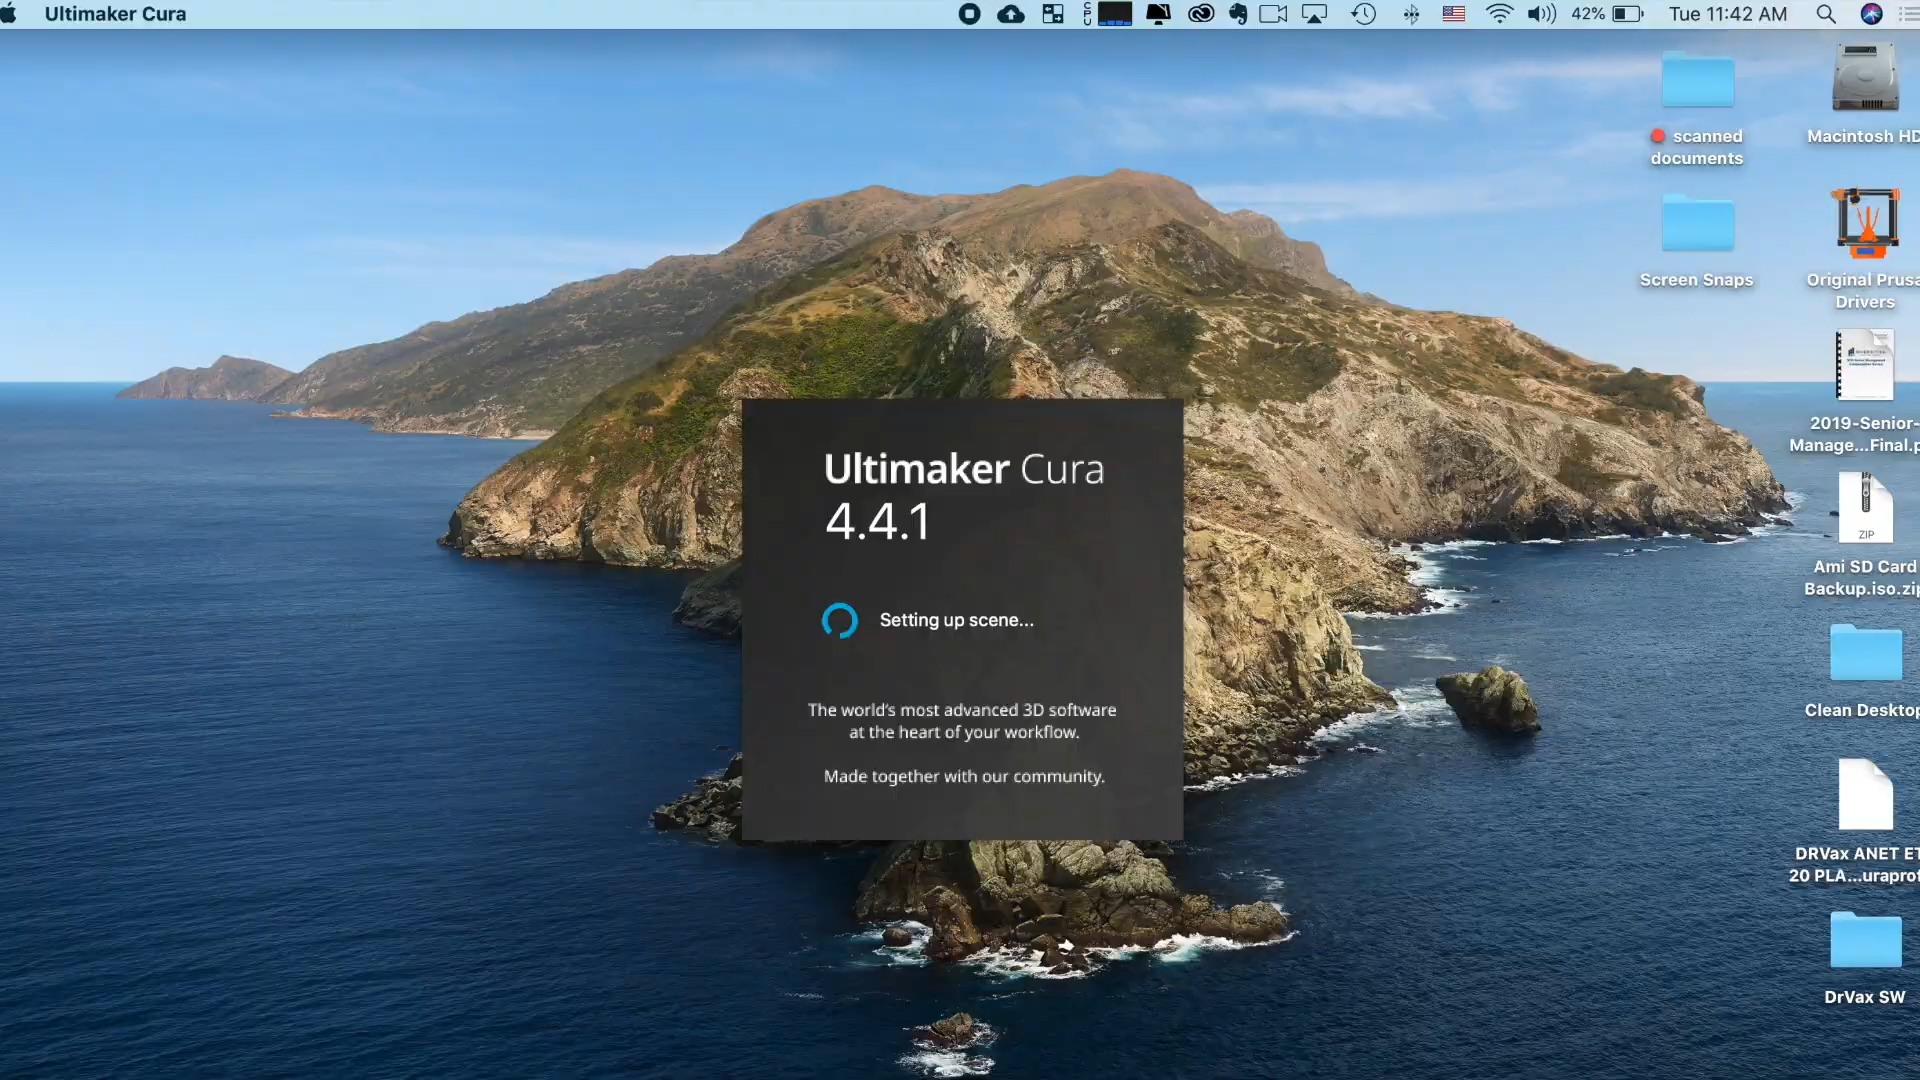 Ultimaker Cura
CPU
42%
Tue 11:42 AM
scanned
documents
Macintosh HD
Screen Snaps
Original Prusa
Drivers
2019-Senior-
Manage...Final.p
ZIP
Ami SD Card
Backup.iso.zip
Clean Desktop
DRVax ANET ET
20 PLA...uraprof
DrVax SW
Ultimaker Cura
4.4.1
Setting up scene...
The world's most advanced 3D software
at the heart of your workflow.
Made together with our community.